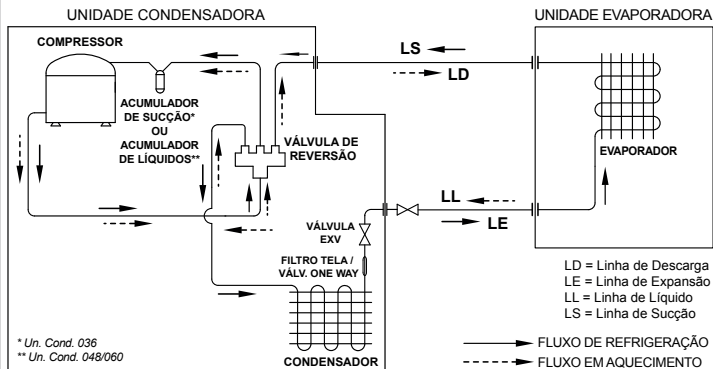 UNIDADE CONDENSADORA
UNIDADE EVAPORADORA
COMPRESSOR
LS
LD
ACUMULADOR
DE SUCÇÃO*
OU
ACUMULADOR
DE LÍQUIDOS**
VÁLVULA DE
REVERSÃO
EVAPORADOR
LL
LE
VÁLVULA
EXV
FILTRO TELA /
VÁLV. ONE WAY
CONDENSADOR
* Un. Cond. 036
** Un. Cond. 048/060
LD = Linha de Descarga
LE = Linha de Expansão
LL = Linha de Líquido
LS = Linha de Sucção
FLUXO DE REFRIGERAÇÃO
FLUXO EM AQUECIMENTO